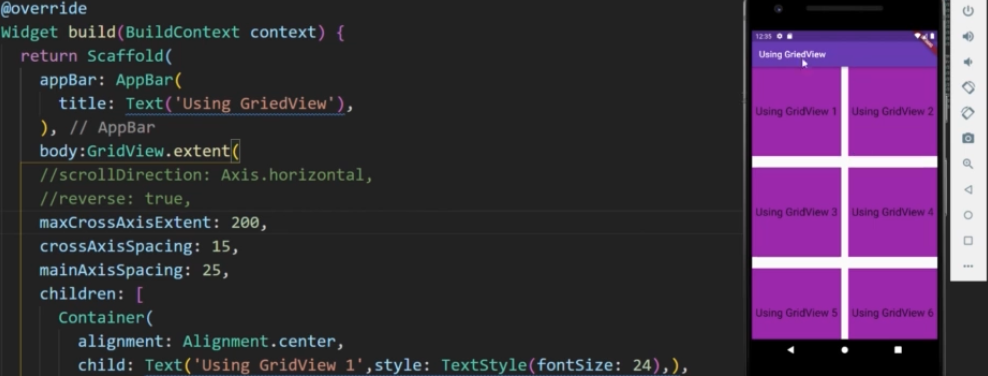 @override
Widget build(BuildContext context) {
return Scaffold(
appBar: AppBar(
title: Text('Using GriedView'),
), // AppBar
body:GridView.extent(
//scrollDirection: Axis.horizontal,
//reverse: true,
maxCrossAxisExtent: 200,
crossAxisSpacing: 15,
mainAxisSpacing: 25,
children: [
Container(
alignment: Alignment.center,
child: Text('Using GridView 1',style: TextStyle(fontSize: 24),),
12:35
Using GriedView
Using GridView 1
Using GridView 2
Using GridView 3
Using GridView 4
Using GridView 5
Using GridView 6